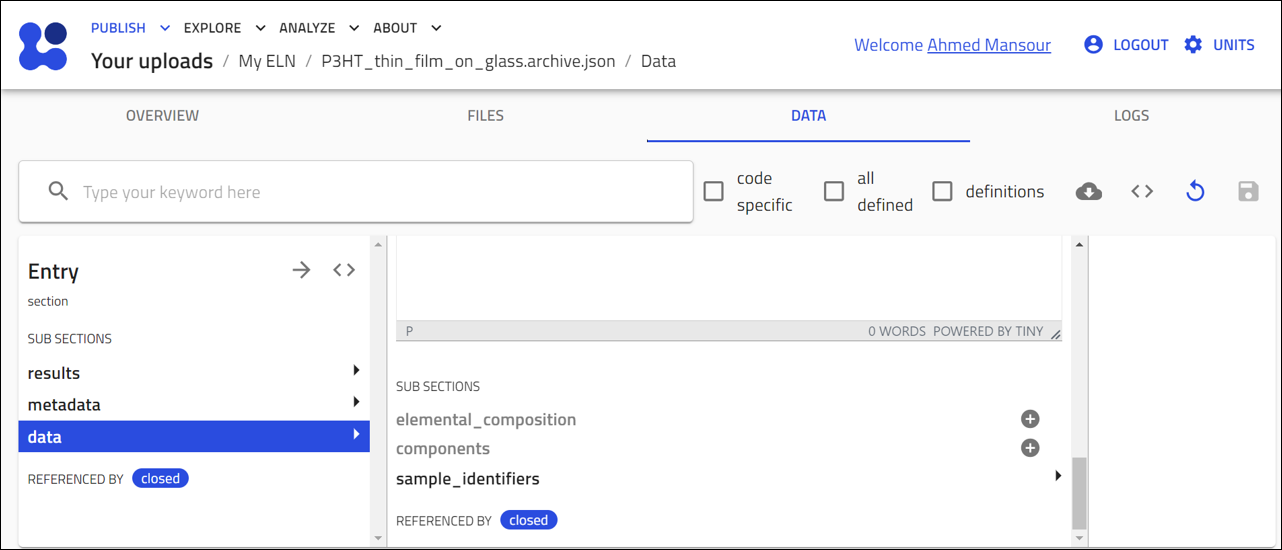 PUBLISH EXPLORE ANALYZE ABOUT
Your uploads / My ELN / P3HT_thin_film_on_glass.archive.json / Data
Welcome Ahmed Mansour LOGOUT UNITS
OVERVIEW FILES DATA LOGS
Type your keyword here
code specific
all defined
definitions
Entry
section
SUB SECTIONS
results
metadata
data
REFERENCED BY closed
P 0 WORDS POWERED BY TINY
SUB SECTIONS
elemental_composition
components
sample_identifiers
REFERENCED BY closed